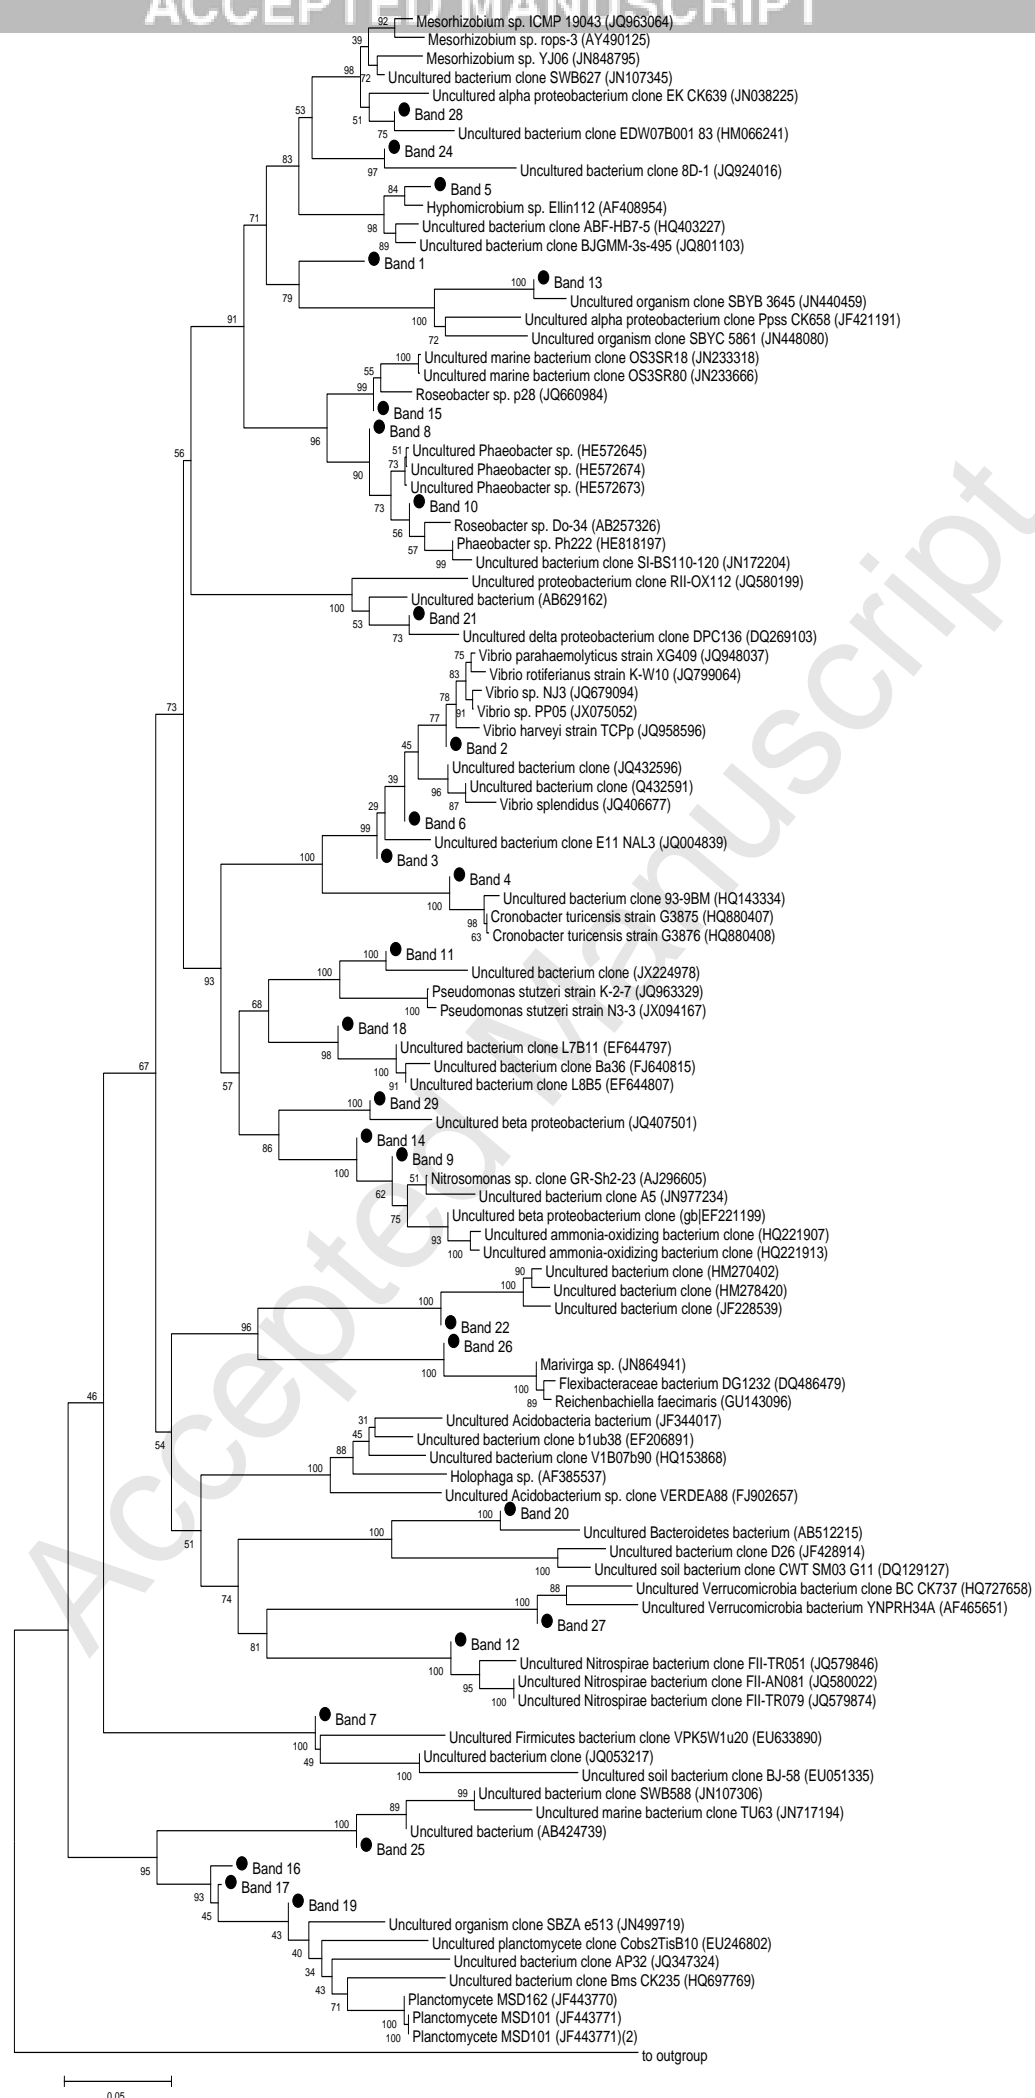 ACCEPTED MANUSCRIPT
92 Mesorhizobium sp. ICMP 19043 (JQ963064)
39 Mesorhizobium sp. rops-3 (AY490125)
Mesorhizobium sp. YJ06 (JN848795)
98 72 Uncultured bacterium clone SWB627 (JN107345)
Uncultured alpha proteobacterium clone EK CK639 (JN038225)
53 51 Band 28
75 Uncultured bacterium clone EDW07B001 83 (HM066241)
Band 24
83 97 Uncultured bacterium clone 8D-1 (JQ924016)
84 Band 5
Hyphomicrobium sp. Ellin112 (AF408954)
71 98 Uncultured bacterium clone ABF-HB7-5 (HQ403227)
89 Uncultured bacterium clone BJGMM-3s-495 (JQ801103)
Band 1
100 Band 13
79 Uncultured organism clone SBYB 3645 (JN440459)
91 100 Uncultured alpha proteobacterium clone Ppss CK658 (JF421191)
72 Uncultured organism clone SBYC 5861 (JN448080)
100 Uncultured marine bacterium clone OS3SR18 (JN233318)
55 Uncultured marine bacterium clone OS3SR80 (JN233666)
99 Roseobacter sp. p28 (JQ660984)
Band 15
96 Band 8
56 51 Uncultured Phaeobacter sp. (HE572645)
73 Uncultured Phaeobacter sp. (HE572674)
90 Uncultured Phaeobacter sp. (HE572673)
73 Band 10
56 Roseobacter sp. Do-34 (AB257326)
57 Phaeobacter sp. Ph222 (HE818197)
99 Uncultured bacterium clone SI-BS110-120 (JN172204)
Uncultured proteobacterium clone RII-OX112 (JQ580199)
100 Uncultured bacterium (AB629162)
53 Band 21
73 Uncultured delta proteobacterium clone DPC136 (DQ269103)
75 Vibrio parahaemolyticus strain XG409 (JQ948037)
83 Vibrio rotiferianus strain K-W10 (JQ799064)
78 Vibrio sp. NJ3 (JQ679094)
73 77 91 Vibrio sp. PP05 (JX075052)
Vibrio harveyi strain TCPp (JQ958596)
45 Band 2
Uncultured bacterium clone (JQ432596)
39 96 Uncultured bacterium clone (Q432591)
29 87 Vibrio splendidus (JQ406677)
99 Band 6
Uncultured bacterium clone E11 NAL3 (JQ004839)
100 Band 3
Band 4
100 Uncultured bacterium clone 93-9BM (HQ143334)
98 Cronobacter turicensis strain G3875 (HQ880407)
63 Cronobacter turicensis strain G3876 (HQ880408)
100 Band 11
93 100 Uncultured bacterium clone (JX224978)
Pseudomonas stutzeri strain K-2-7 (JQ963329)
68 100 Pseudomonas stutzeri strain N3-3 (JX094167)
Band 18
98 Uncultured bacterium clone L7B11 (EF644797)
67 100 Uncultured bacterium clone Ba36 (FJ640815)
57 91 Uncultured bacterium clone L8B5 (EF644807)
100 Band 29
Uncultured beta proteobacterium (JQ407501)
86 Band 14
100 Band 9
51 Nitrosomonas sp. clone GR-Sh2-23 (AJ296605)
62 Uncultured bacterium clone A5 (JN977234)
75 Uncultured beta proteobacterium clone (gb|EF221199)
93 Uncultured ammonia-oxidizing bacterium clone (HQ221907)
100 Uncultured ammonia-oxidizing bacterium clone (HQ221913)
90 Uncultured bacterium clone (HM270402)
100 Uncultured bacterium clone (HM278420)
100 Uncultured bacterium clone (JF228539)
96 Band 22
Band 26
100 Marivirga sp. (JN864941)
100 Flexibacteraceae bacterium DG1232 (DQ486479)
46 89 Reichenbachiella faecimaris (GU143096)
31 Uncultured Acidobacteria bacterium (JF344017)
54 45 Uncultured bacterium clone b1ub38 (EF206891)
88 Uncultured bacterium clone V1B07b90 (HQ153868)
100 Holophaga sp. (AF385537)
Uncultured Acidobacterium sp. clone VERDEA88 (FJ902657)
100 Band 20
51 100 Uncultured Bacteroidetes bacterium (AB512215)
Uncultured bacterium clone D26 (JF428914)
100 Uncultured soil bacterium clone CWT SM03 G11 (DQ129127)
74 88 Uncultured Verrucomicrobia bacterium clone BC CK737 (HQ727658)
100 Uncultured Verrucomicrobia bacterium YNPRH34A (AF465651)
Band 27
81 Band 12
100 Uncultured Nitrospirae bacterium clone FII-TR051 (JQ579846)
95 Uncultured Nitrospirae bacterium clone FII-AN081 (JQ580022)
100 Uncultured Nitrospirae bacterium clone FII-TR079 (JQ579874)
Band 7
100 Uncultured Firmicutes bacterium clone VPK5W1u20 (EU633890)
49 Uncultured bacterium clone (JQ053217)
100 Uncultured soil bacterium clone BJ-58 (EU051335)
99 Uncultured bacterium clone SWB588 (JN107306)
89 Uncultured marine bacterium clone TU63 (JN717194)
100 Uncultured bacterium (AB424739)
Band 25
95 Band 16
93 Band 17
45 Band 19
43 Uncultured organism clone SBZA e513 (JN499719)
40 Uncultured planctomycete clone Cobs2TisB10 (EU246802)
34 Uncultured bacterium clone AP32 (JQ347324)
43 Uncultured bacterium clone Bms CK235 (HQ697769)
71 Planctomycete MSD162 (JF443770)
100 Planctomycete MSD101 (JF443771)
100 Planctomycete MSD101 (JF443771)(2)
to outgroup
0.05
Accepted Manuscript